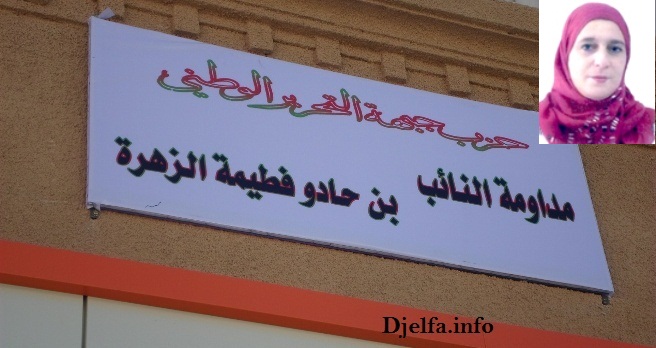 حزب جبهة التحرير الوطني
مداومة النائب بن حادو فطيمة الزهرة
Djelfa.info